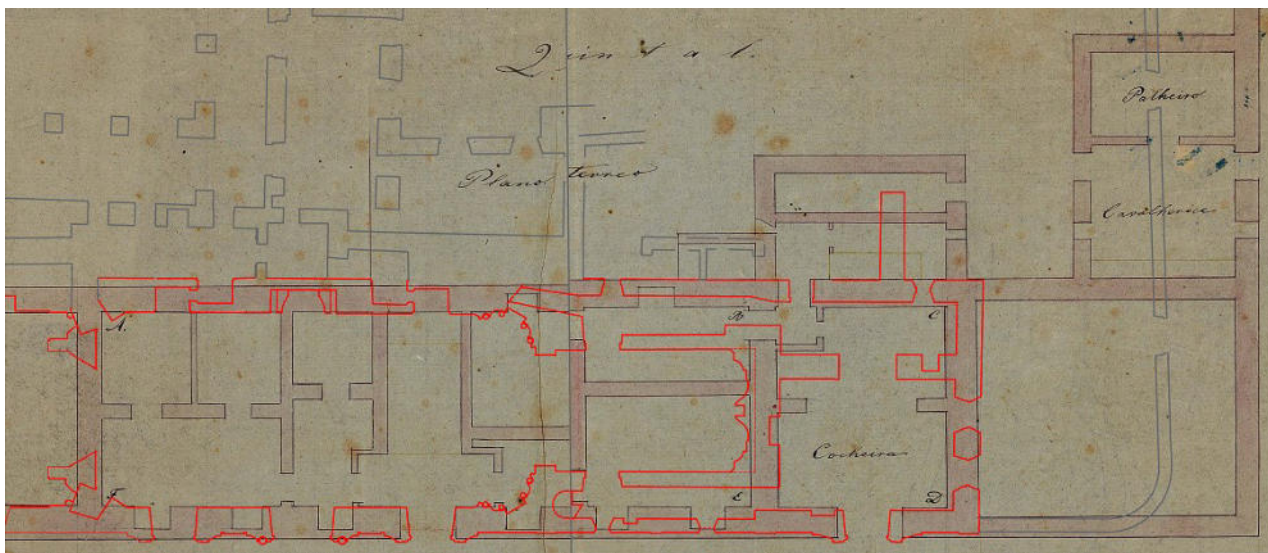 Quintal.
Palheiro
Plano terreo
Cavalherice
A.
B
C
Cocheira
F
E
D